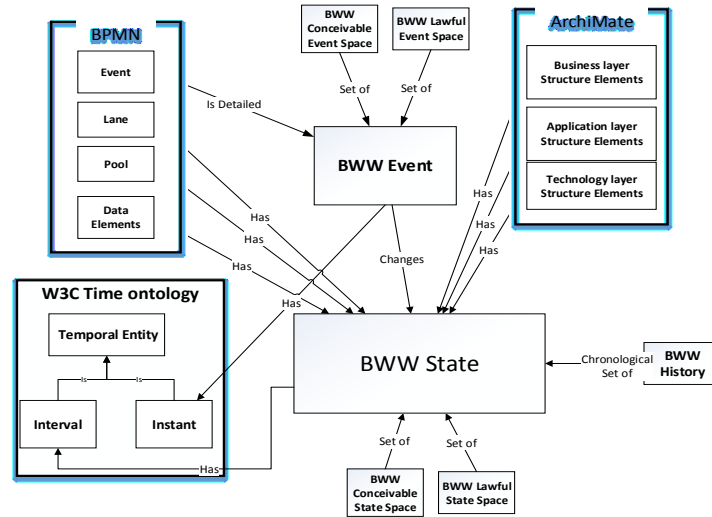 BPMN
Event
Lane
Pool
Data
Elements
BWW
Conceivable
Event Space
BWW Lawful
Event Space
Set of
Set of
Is Detailed
BWW Event
ArchiMate
Business layer
Structure Elements
Application layer
Structure Elements
Technology layer
Structure Elements
Has
Has
Has
Has
Has
Has
Has
Changes
W3C Time ontology
Temporal Entity
Is
Is
Interval
Instant
Has
BWW State
Chronological
Set of
BWW
History
Set of
Set of
BWW
Conceivable
State Space
BWW Lawful
State Space